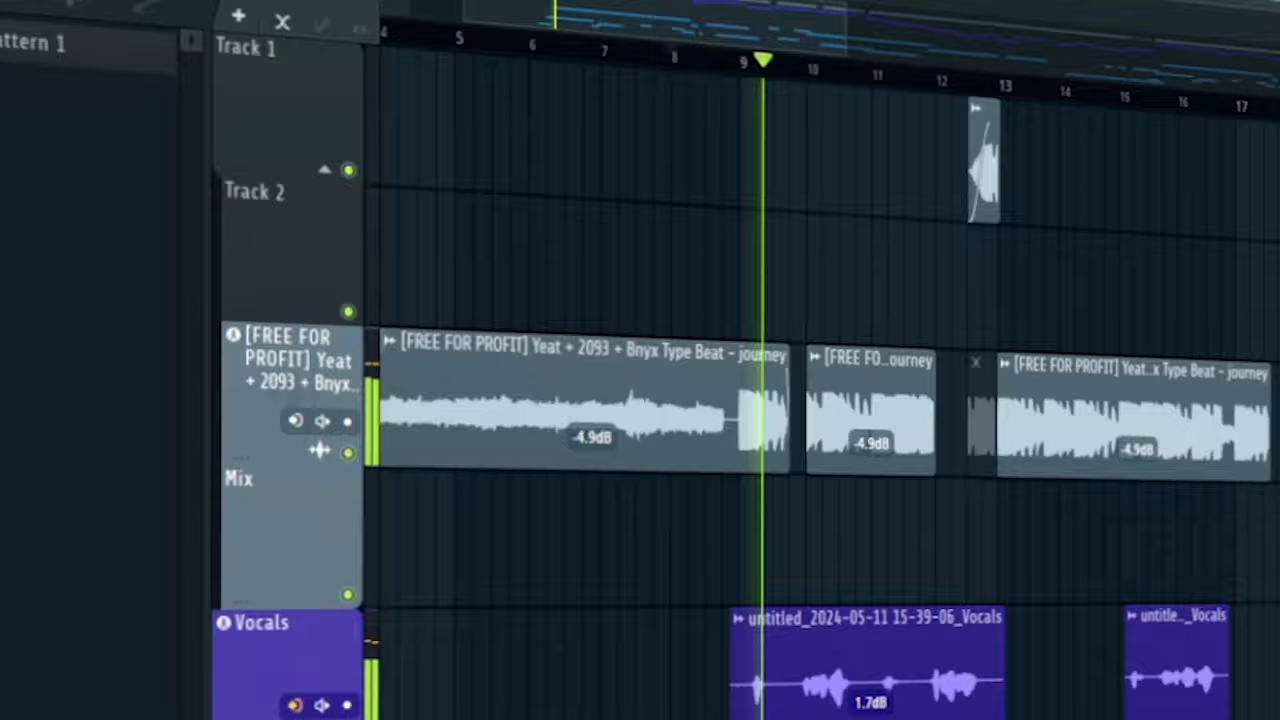 ttern 1
Track 1
4 5 6 7 8 9 10 11 12 13 14 15 16 17
Track 2
[FREE FOR
PROFIT] Yeat
+ 2093 + Bnyx...
[FREE FOR PROFIT] Yeat + 2093 + Bnyx Type Beat - journey
-4.9dB
[FREE FO...ourney
-4.9dB
[FREE FOR PROFIT] Yeat...x Type Beat - journey
-4.9dB
Mix
Vocals
untitled_2024-05-11 15-39-06_Vocals
1.7dB
untitle..._Vocals